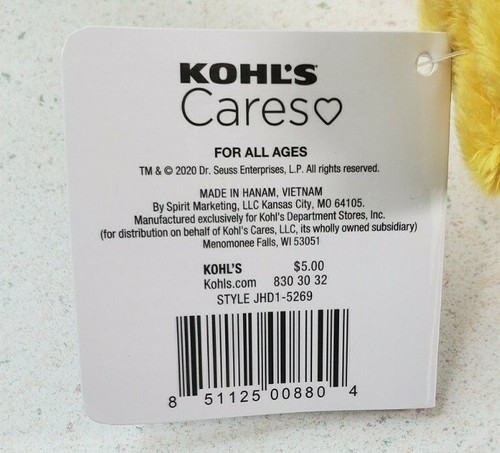 KOHL'S
Cares♡
FOR ALL AGES
TM & © 2020 Dr. Seuss Enterprises, L.P. All rights reserved.
MADE IN HANAM, VIETNAM
By Spirit Marketing, LLC Kansas City, MO 64105.
Manufactured exclusively for Kohl's Department Stores, Inc.
(for distribution on behalf of Kohl's Cares, LLC, its wholly owned subsidiary)
Menomonee Falls, WI 53051
KOHL'S $5.00
Kohls.com 830 30 32
STYLE JHD1-5269
8 51125 00880 4